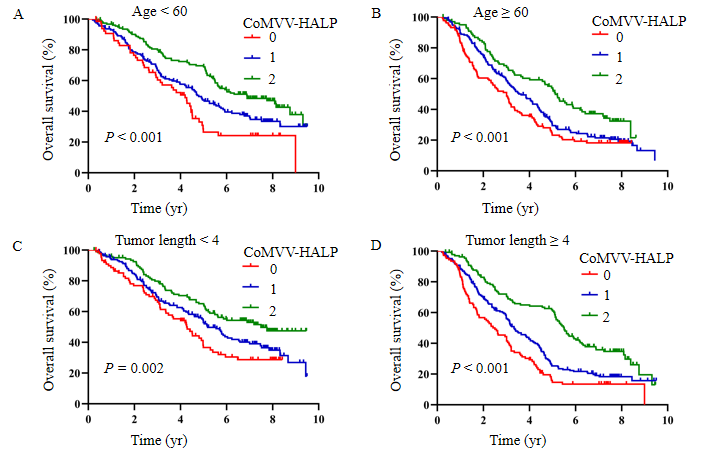 A
Age < 60
CoMVV-HALP
0
1
2
Overall survival (%)
100
80
60
40
20
0
P < 0.001
0 2 4 6 8 10
Time (yr)
B
Age ≥ 60
CoMVV-HALP
0
1
2
Overall survival (%)
100
80
60
40
20
0
P < 0.001
0 2 4 6 8 10
Time (yr)
C
Tumor length < 4
CoMVV-HALP
0
1
2
Overall survival (%)
100
80
60
40
20
0
P = 0.002
0 2 4 6 8 10
Time (yr)
D
Tumor length ≥ 4
CoMVV-HALP
0
1
2
Overall survival (%)
100
80
60
40
20
0
P < 0.001
0 2 4 6 8 10
Time (yr)